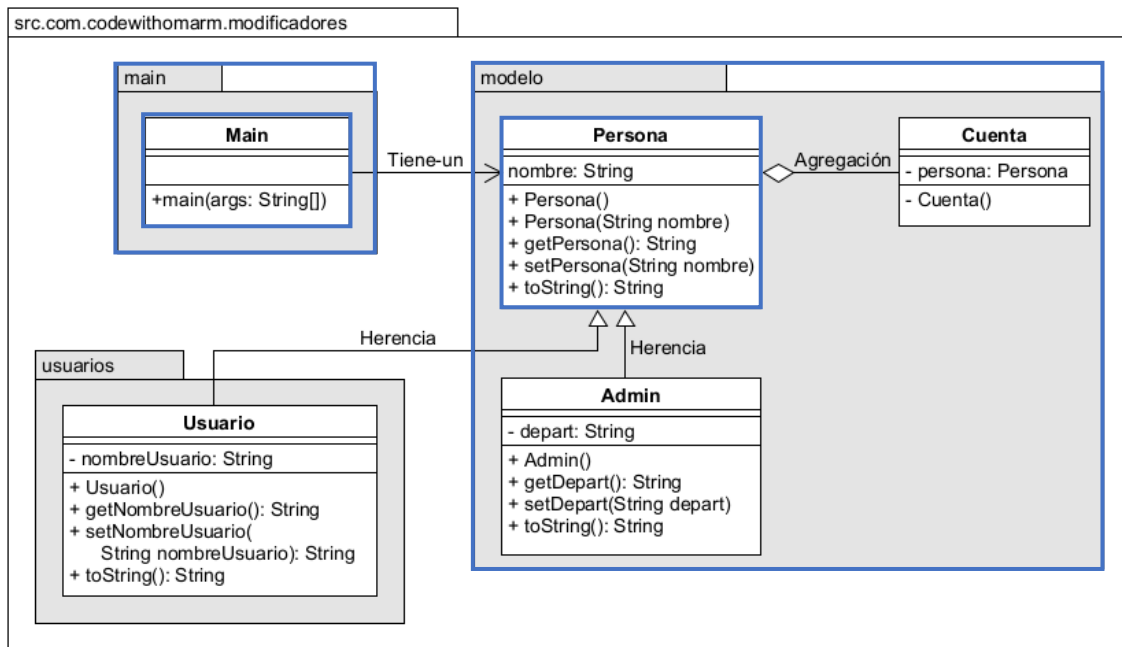 src.com.codewithomarm.modificadores
main
Main
+main(args: String[])
Tiene-un
modelo
Persona
nombre: String
+ Persona()
+ Persona(String nombre)
+ getPersona(): String
+ setPersona(String nombre)
+ toString(): String
Agregación
Cuenta
- persona: Persona
- Cuenta()
Herencia
Herencia
usuarios
Usuario
- nombreUsuario: String
+ Usuario()
+ getNombreUsuario(): String
+ setNombreUsuario(
String nombreUsuario): String
+ toString(): String
Admin
- depart: String
+ Admin()
+ getDepart(): String
+ setDepart(String depart)
+ toString(): String